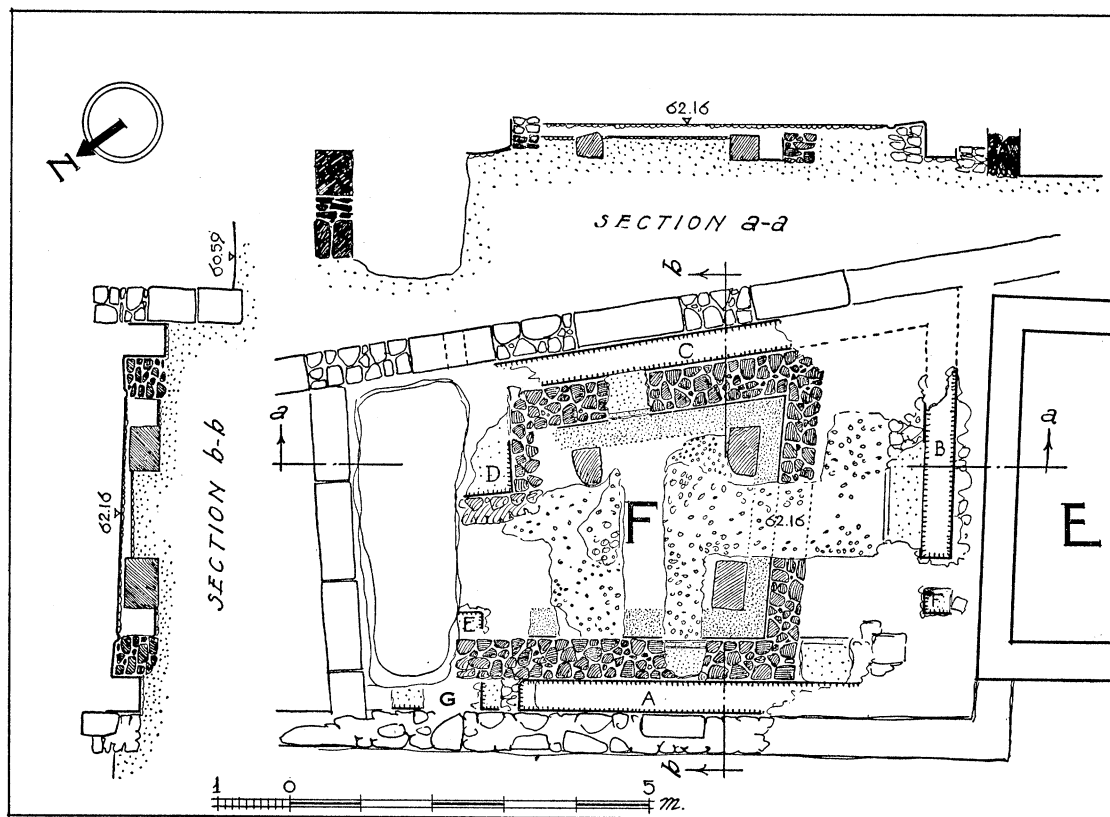 N
62.16
SECTION a-a
60.59
b
C
a
a
B
D
F
62.16
E
SECTION b-b
62.16
E
F
G
A
b
1 0 5 m.